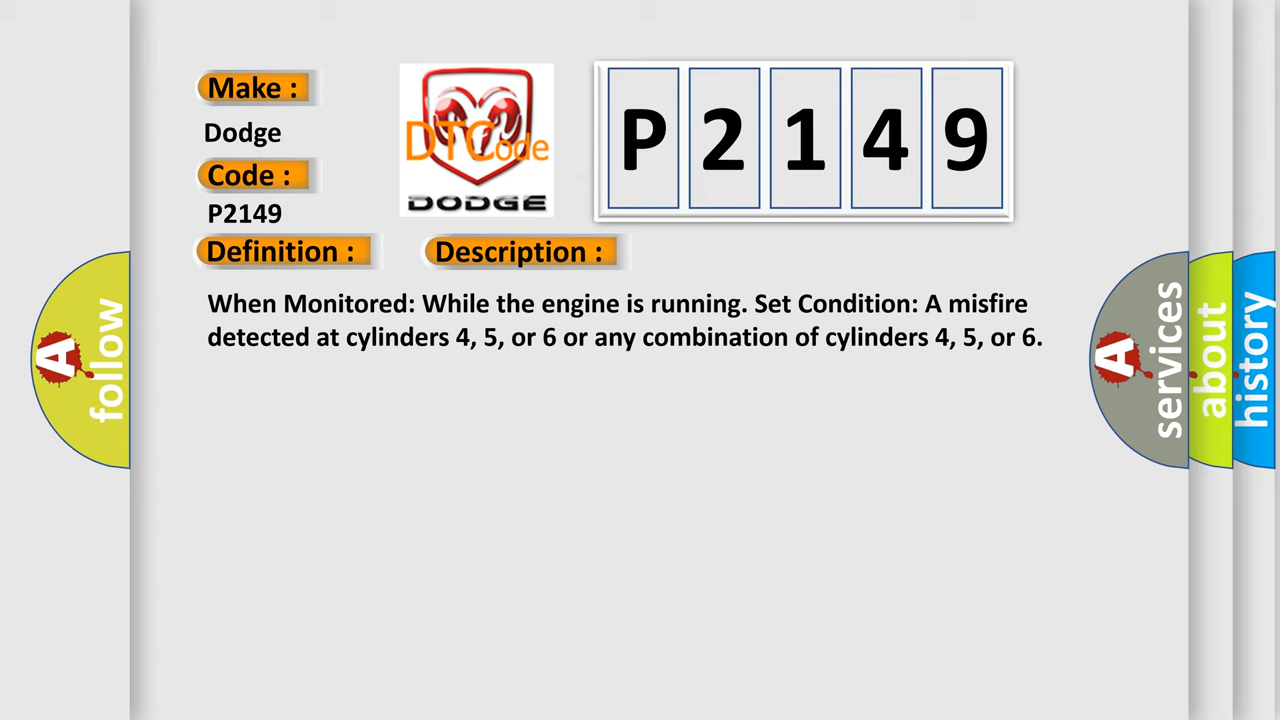 Make :
Dodge
Code :
P2149
Definition :
Description :
When Monitored: While the engine is running. Set Condition: A misfire
detected at cylinders 4, 5, or 6 or any combination of cylinders 4, 5, or 6.
DTCode
DODGE
P 2 1 4 9
A follow
A services
about
history